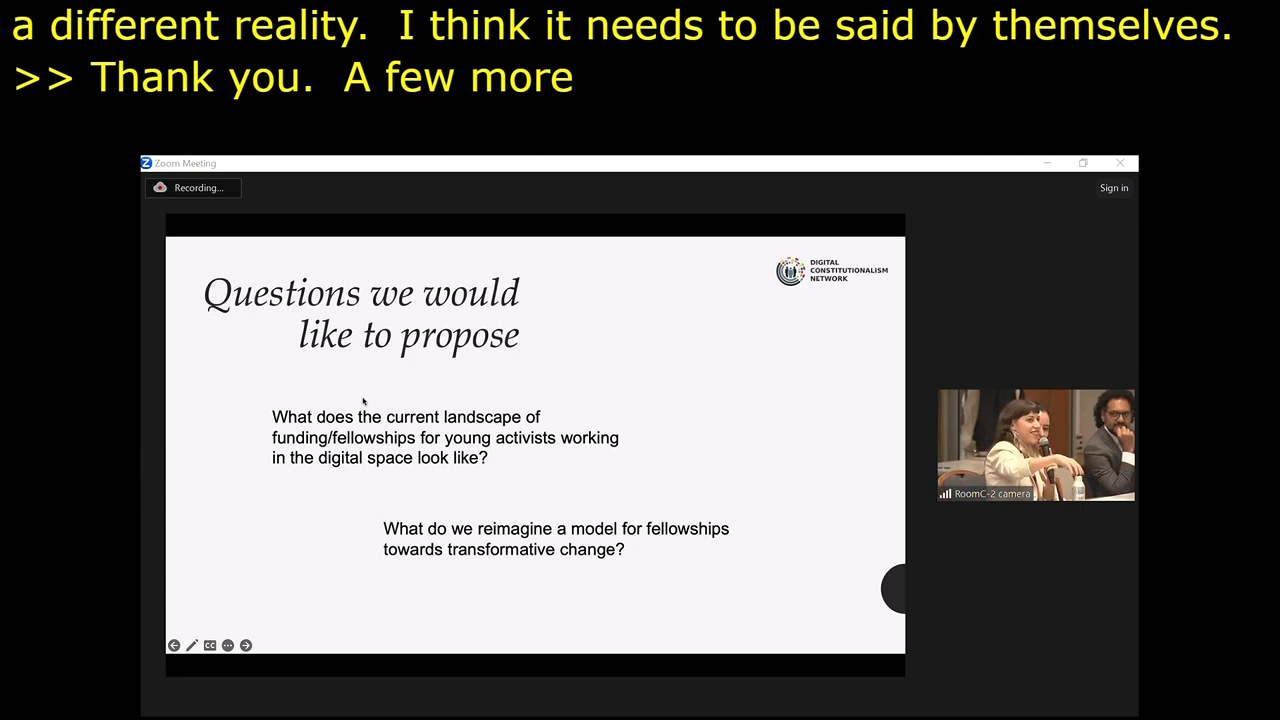 a different reality.  I think it needs to be said by themselves.
>> Thank you.  A few more
Zoom Meeting
Recording...
Sign in
DIGITAL
CONSTITUTIONALISM
NETWORK
Questions we would
like to propose
What does the current landscape of
funding/fellowships for young activists working
in the digital space look like?
RoomC-2 camera
What do we reimagine a model for fellowships
towards transformative change?
CC